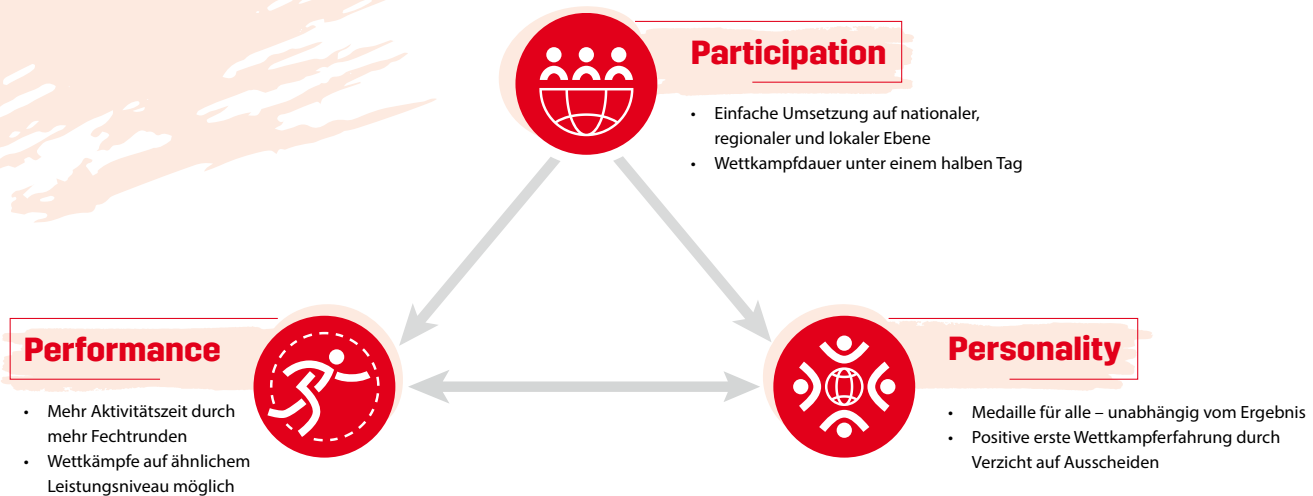 Participation
• Einfache Umsetzung auf nationaler,
regionaler und lokaler Ebene
• Wettkampfdauer unter einem halben Tag
Performance
• Mehr Aktivitätszeit durch
mehr Fechtrunden
• Wettkämpfe auf ähnlichem
Leistungsniveau möglich
Personality
• Medaille für alle – unabhängig vom Ergebnis
• Positive erste Wettkampferfahrung durch
Verzicht auf Ausscheiden